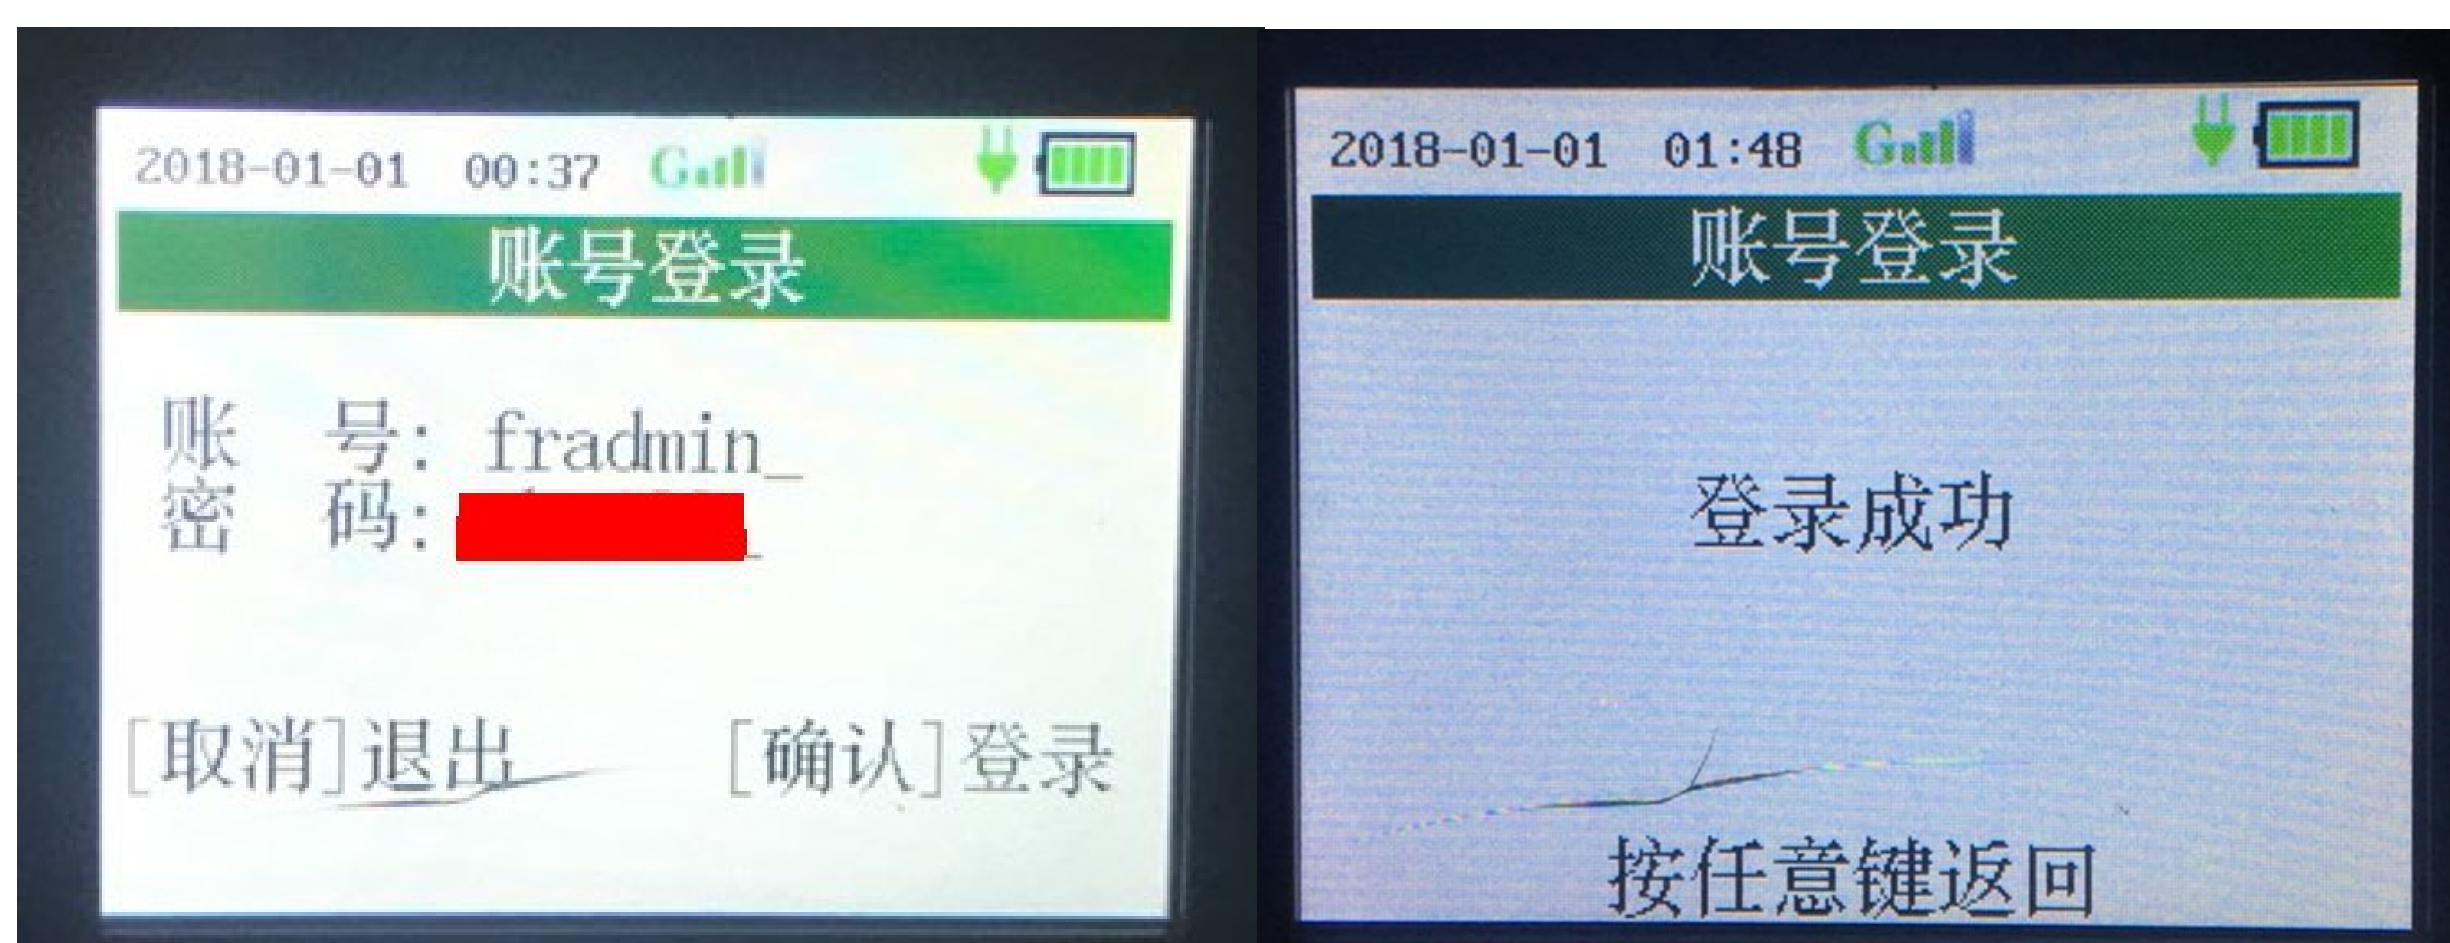 2018-01-01 00:37 G
账号登录
账 号: fradmin_
密 码:
[取消]退出 [确认]登录
2018-01-01 01:48 G
账号登录
登录成功
按任意键返回